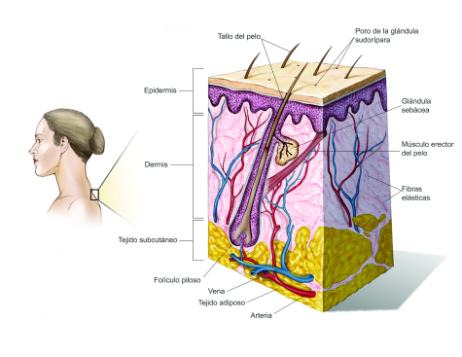 Tallo del pelo
Poro de la glándula
sudorípara
Epidermis
Glándula
sebácea
Músculo erector
del pelo
Dermis
Fibras
elásticas
Tejido subcutáneo
Folículo piloso
Vena
Tejido adiposo
Arteria